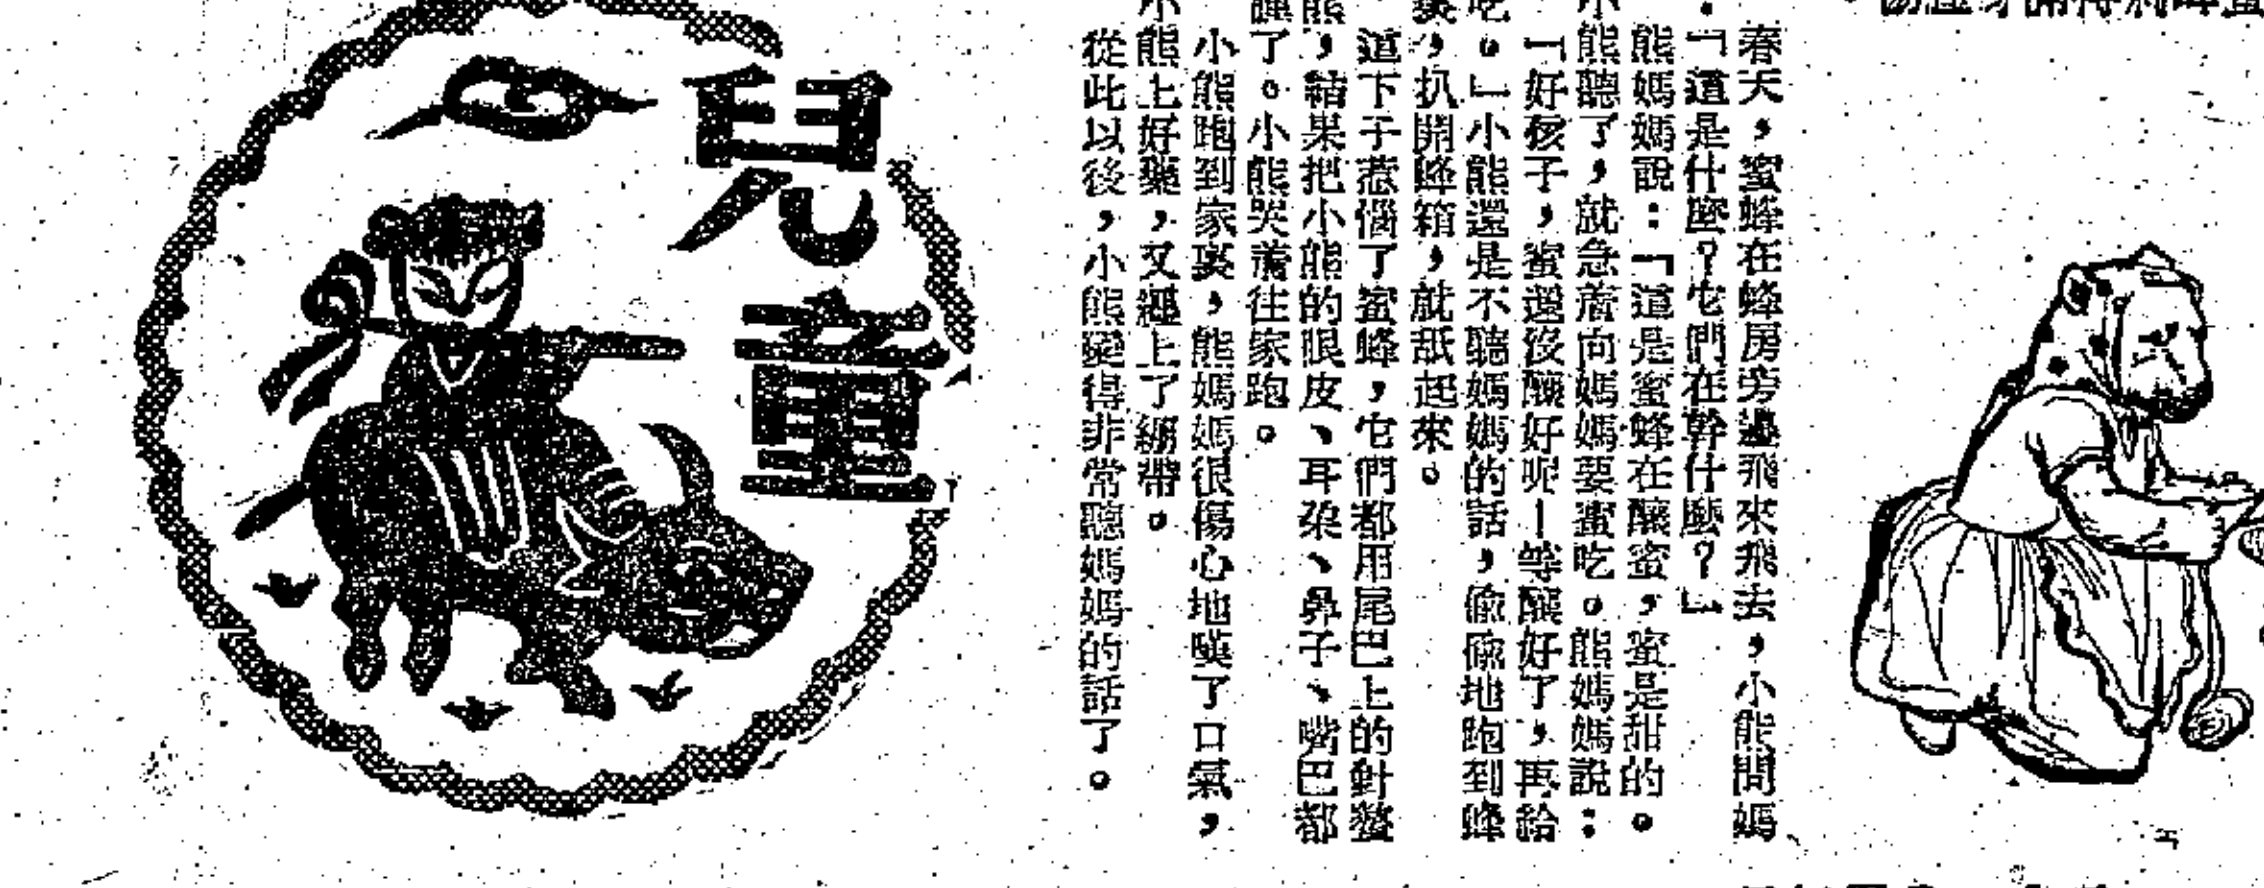 春天，蜜蜂在蜂房旁邊飛來飛去，小熊問媽
：「這是什麼？它們在幹什麼？」
熊媽媽說：「這是蜜蜂在釀蜜，蜜是甜的。
小熊聽了，就急着向媽媽要蜜吃。熊媽媽說：
「好孩子，蜜還沒釀好呢—等釀好了，再給
吃。」小熊還是不聽媽媽的話，偷偷地跑到蜂
裏，扒開蜂箱，就舐起來。
這下子惹惱了蜜蜂，它們都用尾巴上的針螫
熊，結果把小熊的眼皮、耳朶、鼻子、嘴巴都
腫了。小熊哭着往家跑。
小熊跑到家裏，熊媽媽很傷心地嘆了口氣，
小熊上好藥，又纏上了綳帶。
從此以後，小熊變得非常聽媽媽的話了。
兒童